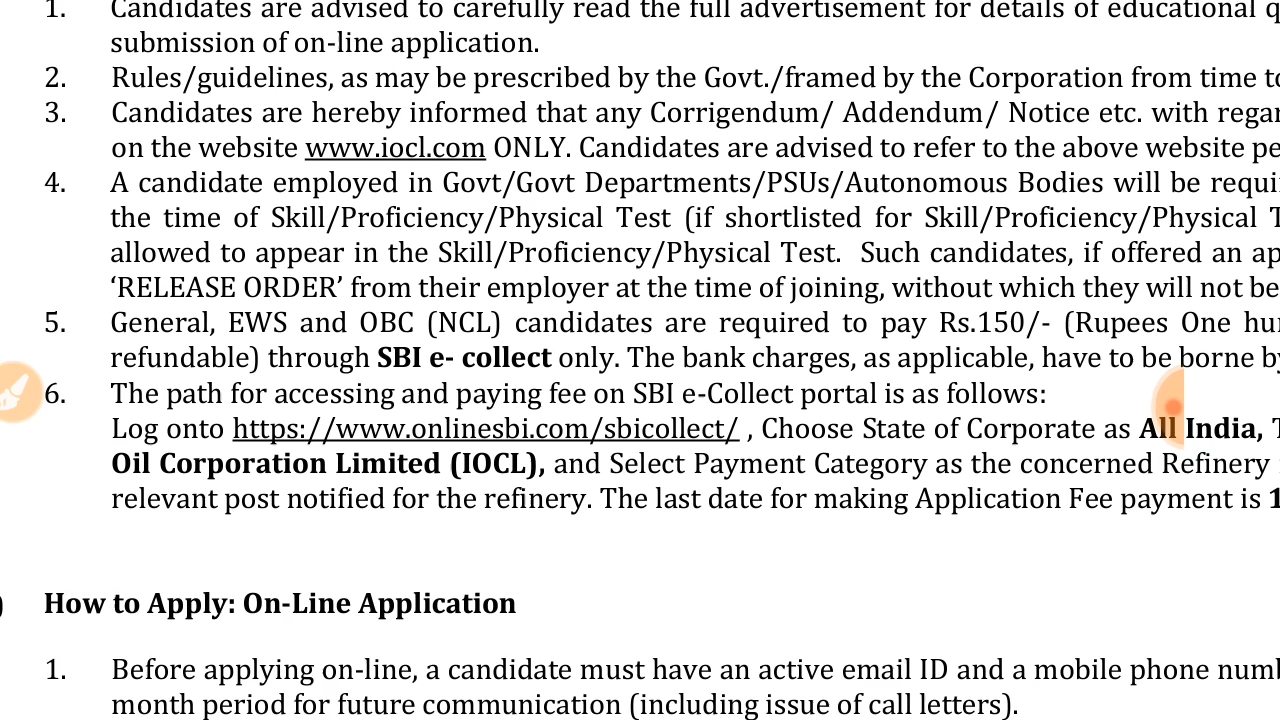 1. Candidates are advised to carefully read the full advertisement for details of educational
submission of on-line application.
2. Rules/guidelines, as may be prescribed by the Govt./framed by the Corporation from time
3. Candidates are hereby informed that any Corrigendum/ Addendum/ Notice etc. with
on the website www.iocl.com ONLY. Candidates are advised to refer to the above website
4. A candidate employed in Govt/Govt Departments/PSUs/Autonomous Bodies will be
the time of Skill/Proficiency/Physical Test (if shortlisted for Skill/Proficiency/Physical
allowed to appear in the Skill/Proficiency/Physical Test. Such candidates, if offered an
‘RELEASE ORDER’ from their employer at the time of joining, without which they will not be
5. General, EWS and OBC (NCL) candidates are required to pay Rs.150/- (Rupees One
refundable) through SBI e- collect only. The bank charges, as applicable, have to be borne
6. The path for accessing and paying fee on SBI e-Collect portal is as follows:
Log onto https://www.onlinesbi.com/sbicollect/ , Choose State of Corporate as All India,
Oil Corporation Limited (IOCL), and Select Payment Category as the concerned Refinery
relevant post notified for the refinery. The last date for making Application Fee payment is
How to Apply: On-Line Application
1. Before applying on-line, a candidate must have an active email ID and a mobile phone
month period for future communication (including issue of call letters).